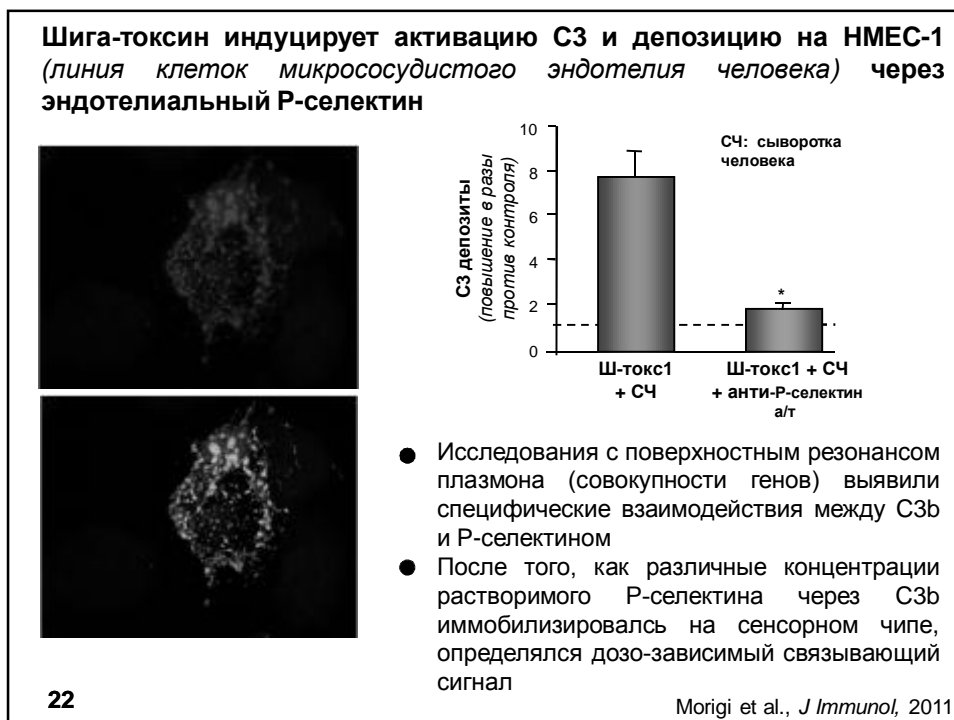 Шига-токсин индуцирует активацию С3 и депозицию на HMEC-1
(линия клеток микрососудистого эндотелия человека) через
эндотелиальный Р-селектин
10
8
6
4
2
0
С3 депозиты
(повышение в разы
против контроля)
СЧ: сыворотка
человека
*
Ш-токс1
+ СЧ
Ш-токс1 + СЧ
+ анти-Р-селектин
а/т
● Исследования с поверхностным резонансом
плазмона (совокупности генов) выявили
специфические взаимодействия между C3b
и Р-селектином
● После того, как различные концентрации
растворимого Р-селектина через C3b
иммобилизировалсь на сенсорном чипе,
определялся дозо-зависимый связывающий
сигнал
22
Morigi et al., J Immunol, 2011